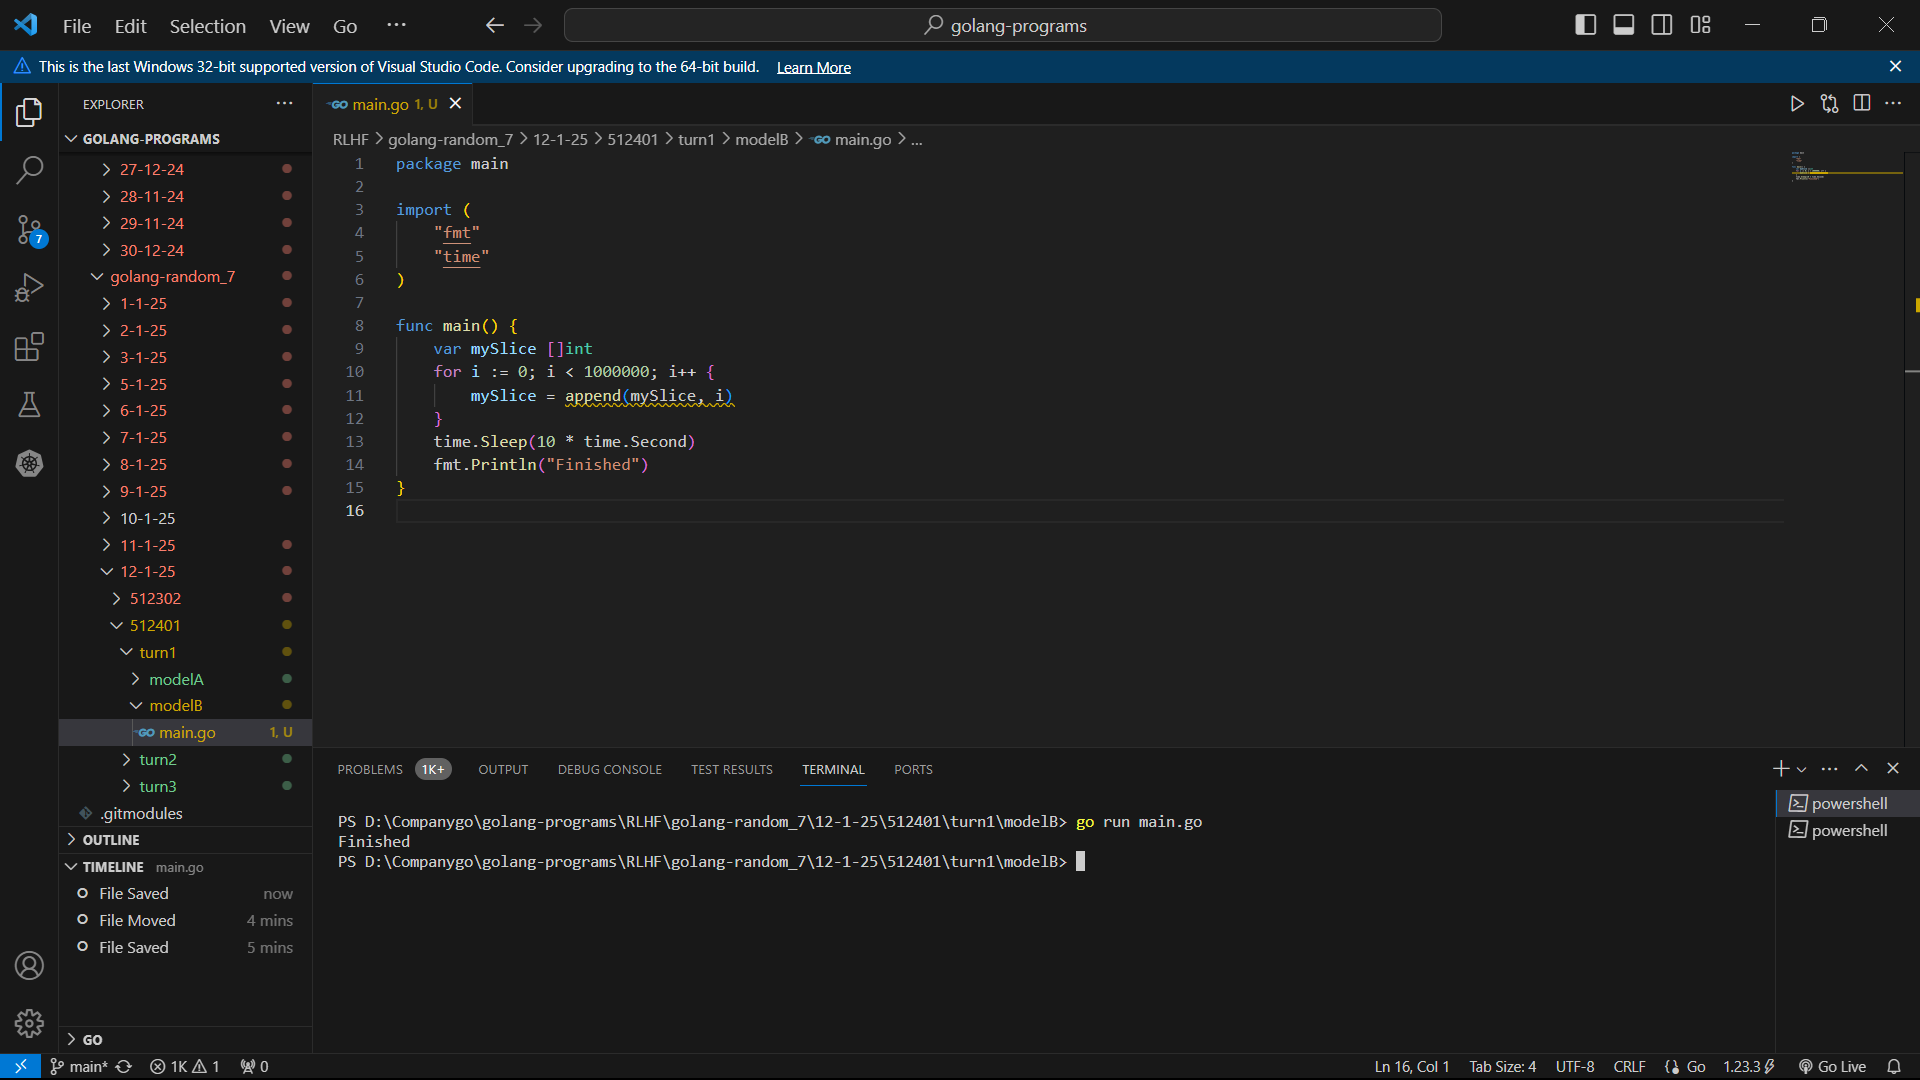 File Edit Selection View Go ···
golang-programs
This is the last Windows 32-bit supported version of Visual Studio Code. Consider upgrading to the 64-bit build. Learn More
EXPLORER
GOLANG-PROGRAMS
27-12-24
28-11-24
29-11-24
30-12-24
golang-random_7
1-1-25
2-1-25
3-1-25
5-1-25
6-1-25
7-1-25
8-1-25
9-1-25
10-1-25
11-1-25
12-1-25
512302
512401
turn1
modelA
modelB
main.go 1, U
turn2
turn3
.gitmodules
OUTLINE
TIMELINE main.go
File Saved now
File Moved 4 mins
File Saved 5 mins
GO
7
GO main.go 1, U
RLHF > golang-random_7 > 12-1-25 > 512401 > turn1 > modelB > GO main.go > ...
1 package main
2
3 import (
4 "fmt"
5 "time"
6 )
7
8 func main() {
9 var mySlice []int
10 for i := 0; i < 1000000; i++ {
11 mySlice = append(mySlice, i)
12 }
13 time.Sleep(10 * time.Second)
14 fmt.Println("Finished")
15 }
16
PROBLEMS 1K+ OUTPUT DEBUG CONSOLE TEST RESULTS TERMINAL PORTS
PS D:\Companygo\golang-programs\RLHF\golang-random_7\12-1-25\512401\turn1\modelB> go run main.go
Finished
PS D:\Companygo\golang-programs\RLHF\golang-random_7\12-1-25\512401\turn1\modelB>
powershell
powershell
main* 1K 1 0 Ln 16, Col 1 Tab Size: 4 UTF-8 CRLF Go 1.23.3 Go Live